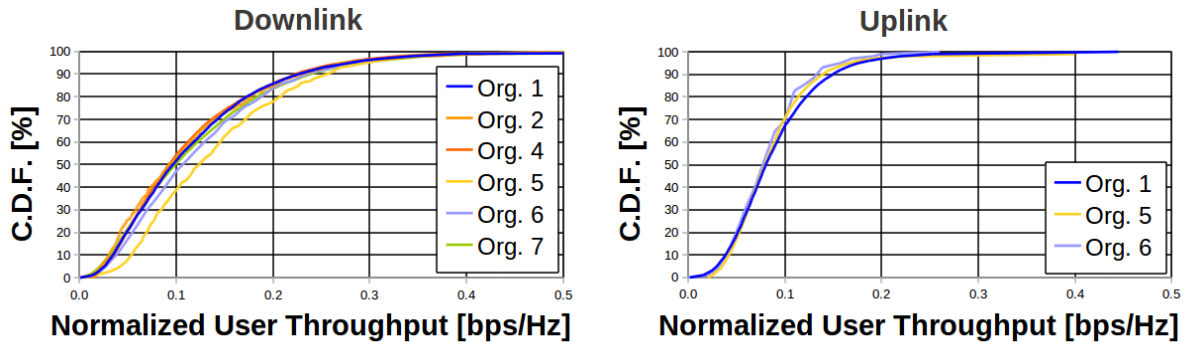 Downlink
C.D.F. [%]
100
90
80
70
60
50
40
30
20
10
0
0.0 0.1 0.2 0.3 0.4 0.5
Normalized User Throughput [bps/Hz]
Org. 1
Org. 2
Org. 4
Org. 5
Org. 6
Org. 7
Uplink
C.D.F. [%]
100
90
80
70
60
50
40
30
20
10
0
0.0 0.1 0.2 0.3 0.4 0.5
Normalized User Throughput [bps/Hz]
Org. 1
Org. 5
Org. 6